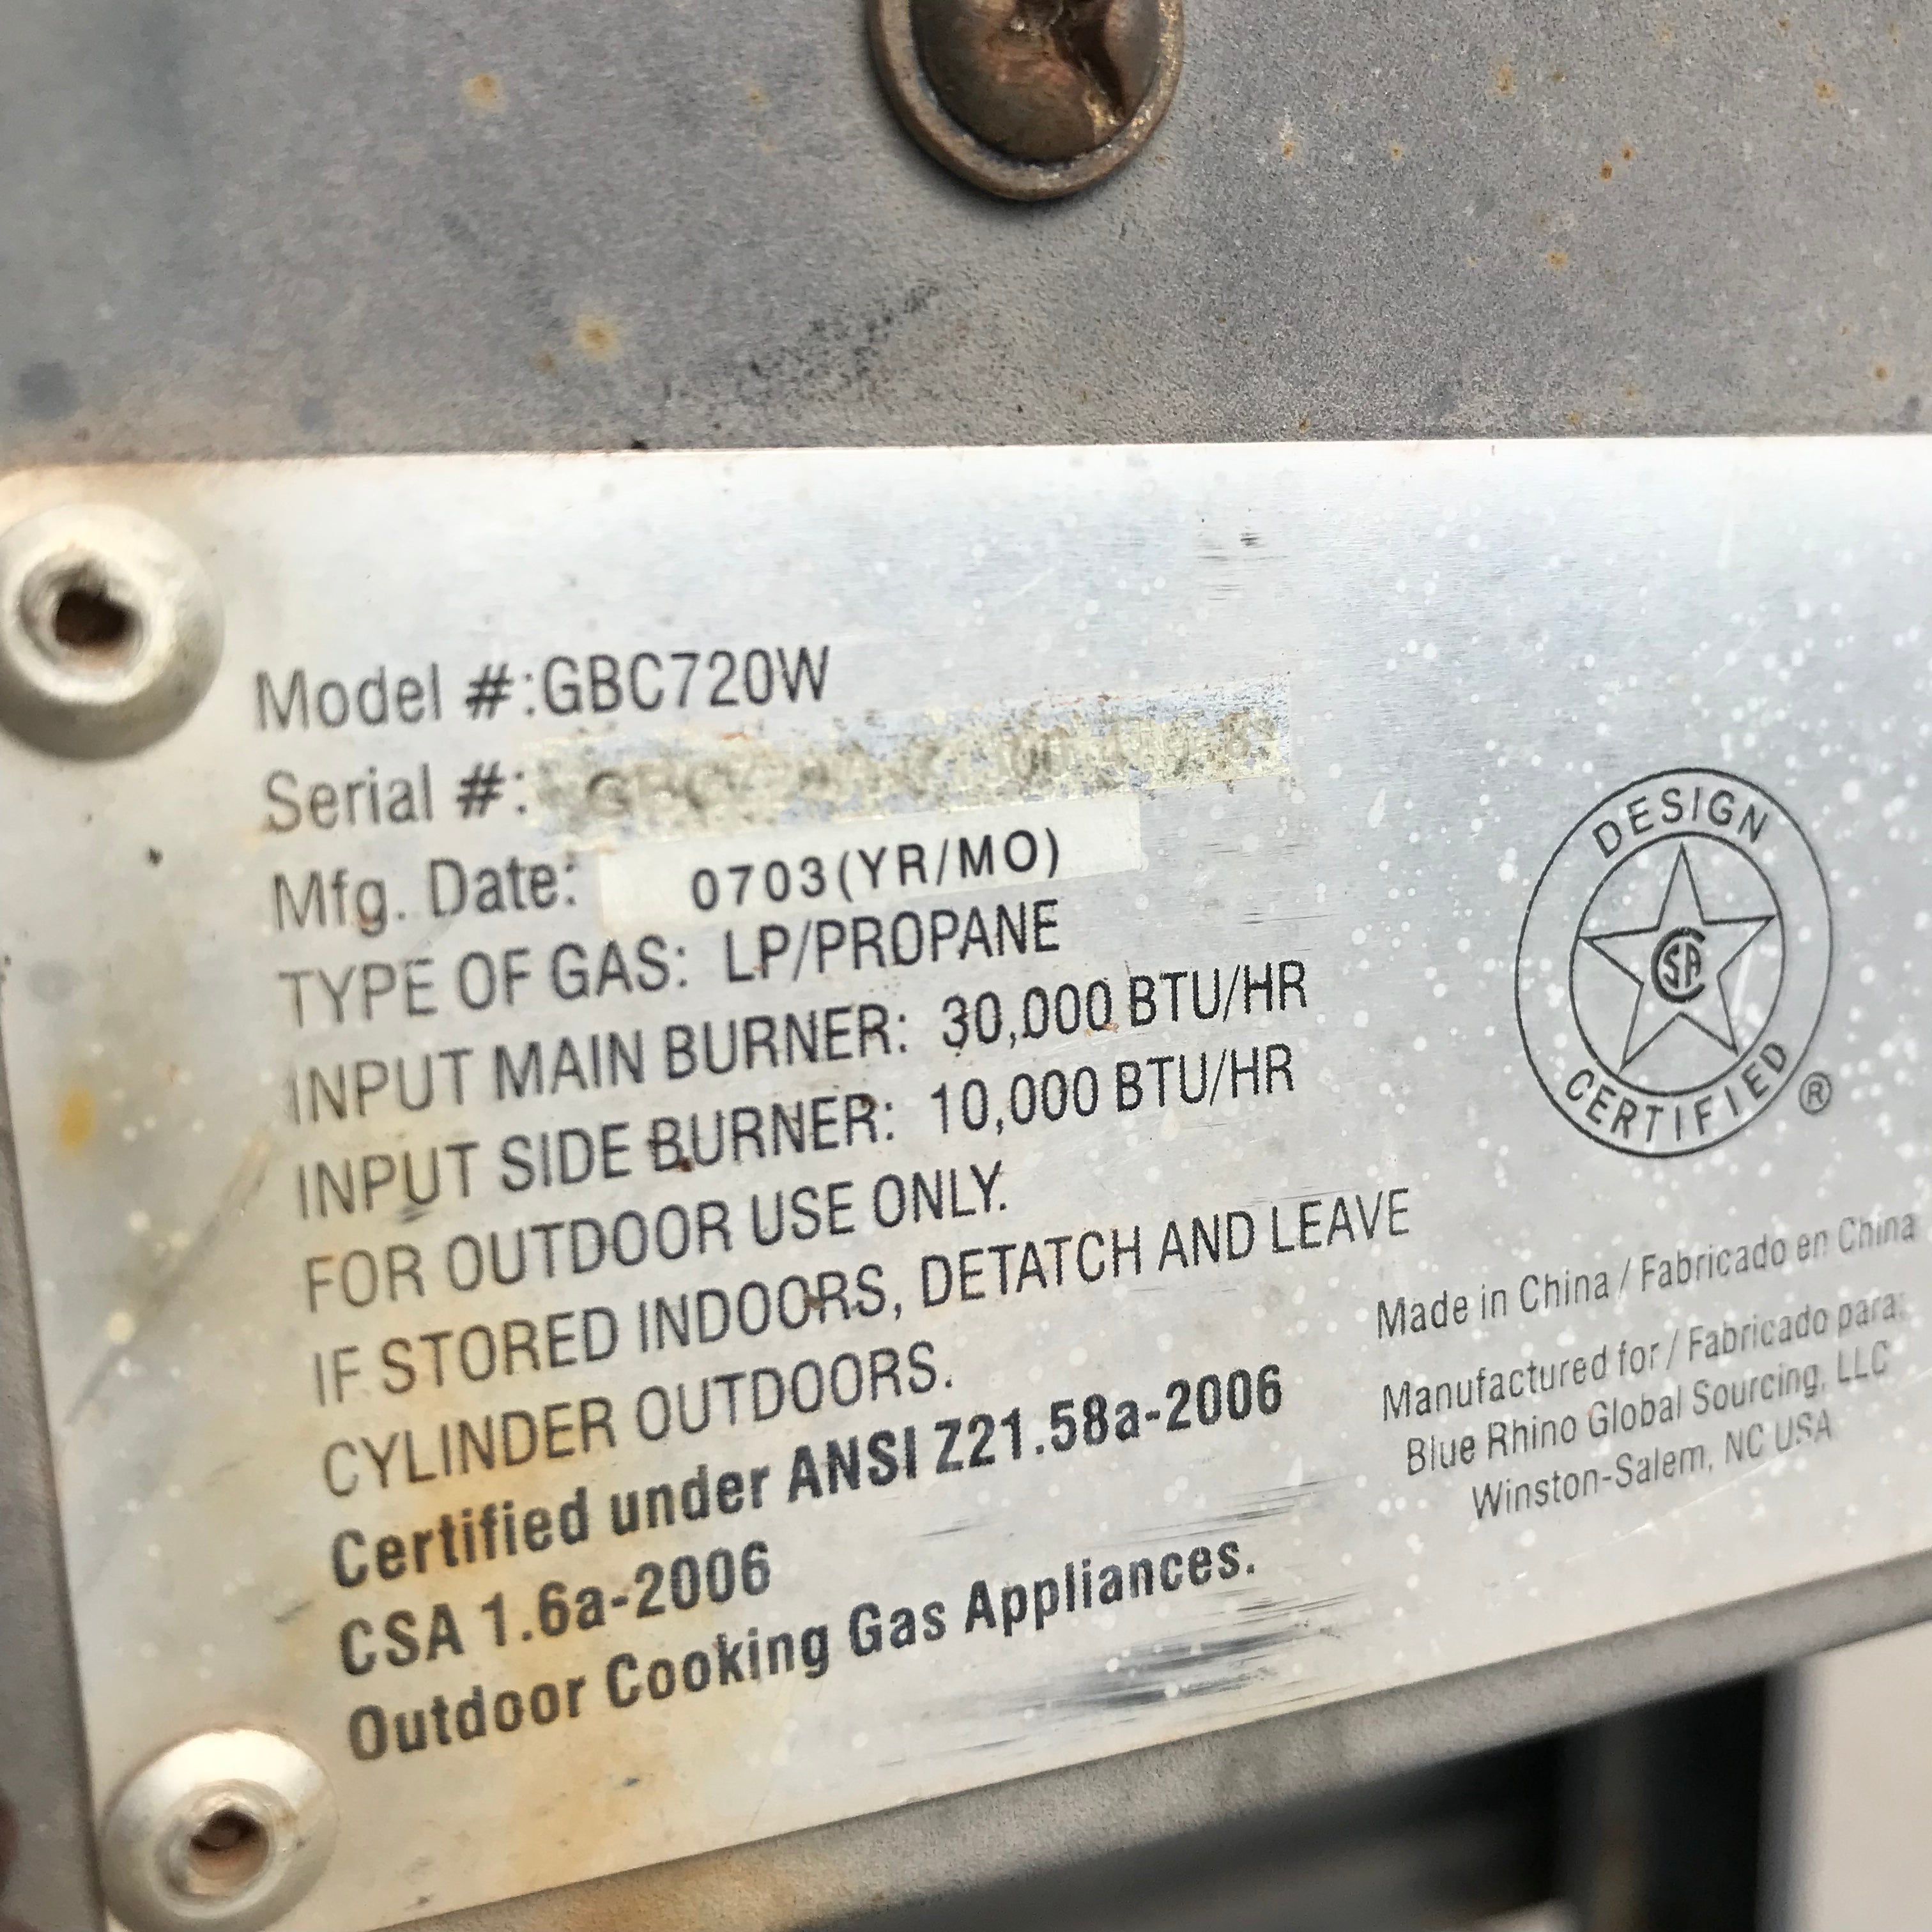 Model #:GBC720W
Serial #:
Mfg. Date: 0703(YR/MO)
TYPE OF GAS: LP/PROPANE
INPUT MAIN BURNER: 30,000 BTU/HR
INPUT SIDE BURNER: 10,000 BTU/HR
FOR OUTDOOR USE ONLY.
IF STORED INDOORS, DETATCH AND LEAVE
CYLINDER OUTDOORS.
Certified under ANSI Z21.58a-2006
CSA 1.6a-2006
Outdoor Cooking Gas Appliances.
DESIGN
CSA
CERTIFIED
®
Made in China / Fabricado en China
Manufactured for / Fabricado para:
Blue Rhino Global Sourcing, LLC
Winston-Salem, NC USA